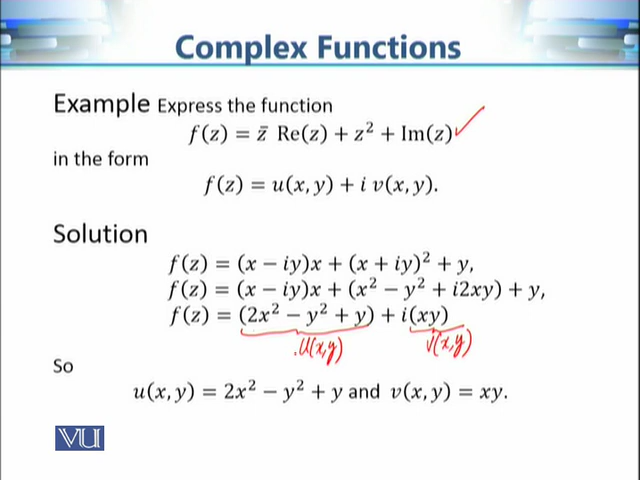 Complex Functions
Example Express the function
f(z) = z̄ Re(z) + z² + Im(z)
in the form
f(z) = u(x, y) + i v(x, y).
Solution
f(z) = (x − iy)x + (x + iy)² + y,
f(z) = (x − iy)x + (x² − y² + i2xy) + y,
f(z) = (2x² − y² + y) + i(xy)
u(x,y) v(x,y)
So
u(x, y) = 2x² − y² + y and v(x, y) = xy.
VU